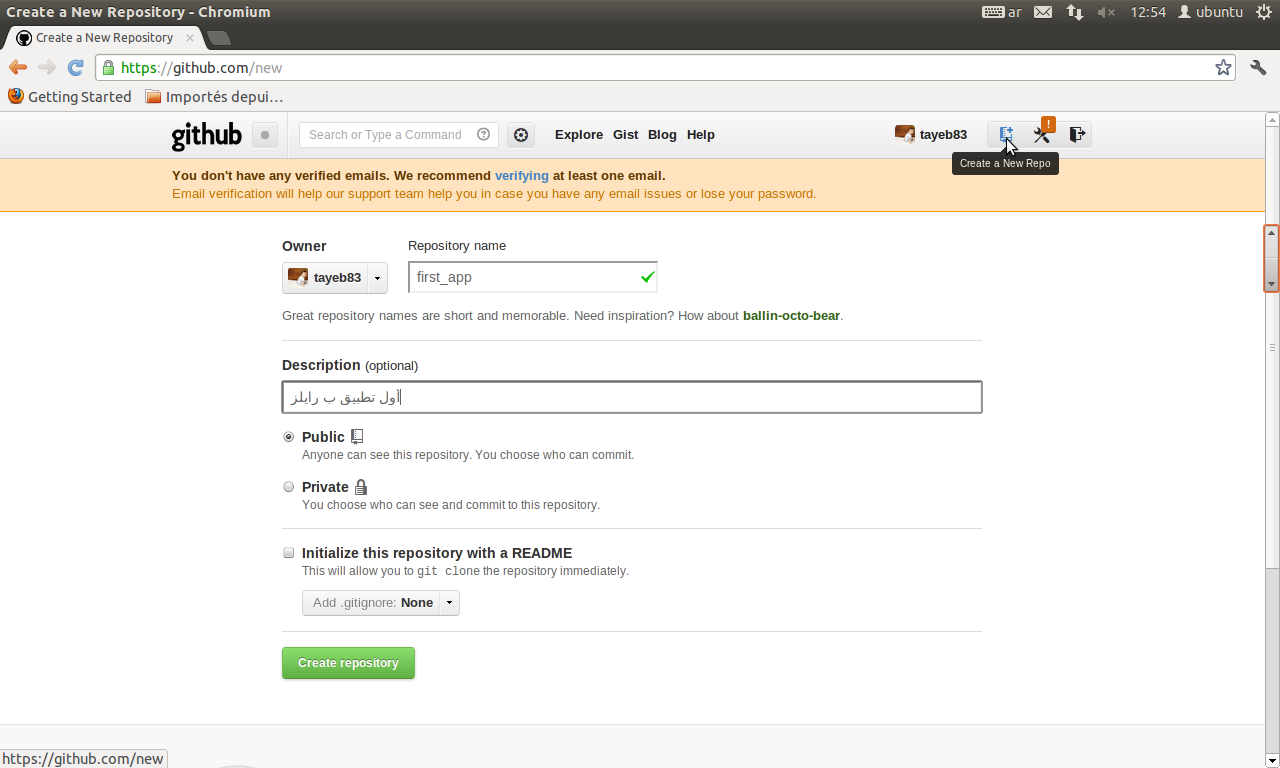 Create a New Repository - Chromium
ar
12:54
ubuntu
Create a New Repository
https://github.com/new
Getting Started
Importés depui…
github
Search or Type a Command
Explore Gist Blog Help
tayeb83
!
Create a New Repo
You don't have any verified emails. We recommend verifying at least one email.
Email verification will help our support team help you in case you have any email issues or lose your password.
Owner
Repository name
tayeb83
first_app
Great repository names are short and memorable. Need inspiration? How about ballin-octo-bear.
Description (optional)
أول تطبيق ب رايلز
Public
Anyone can see this repository. You choose who can commit.
Private
You choose who can see and commit to this repository.
Initialize this repository with a README
This will allow you to git clone the repository immediately.
Add .gitignore: None
Create repository
https://github.com/new